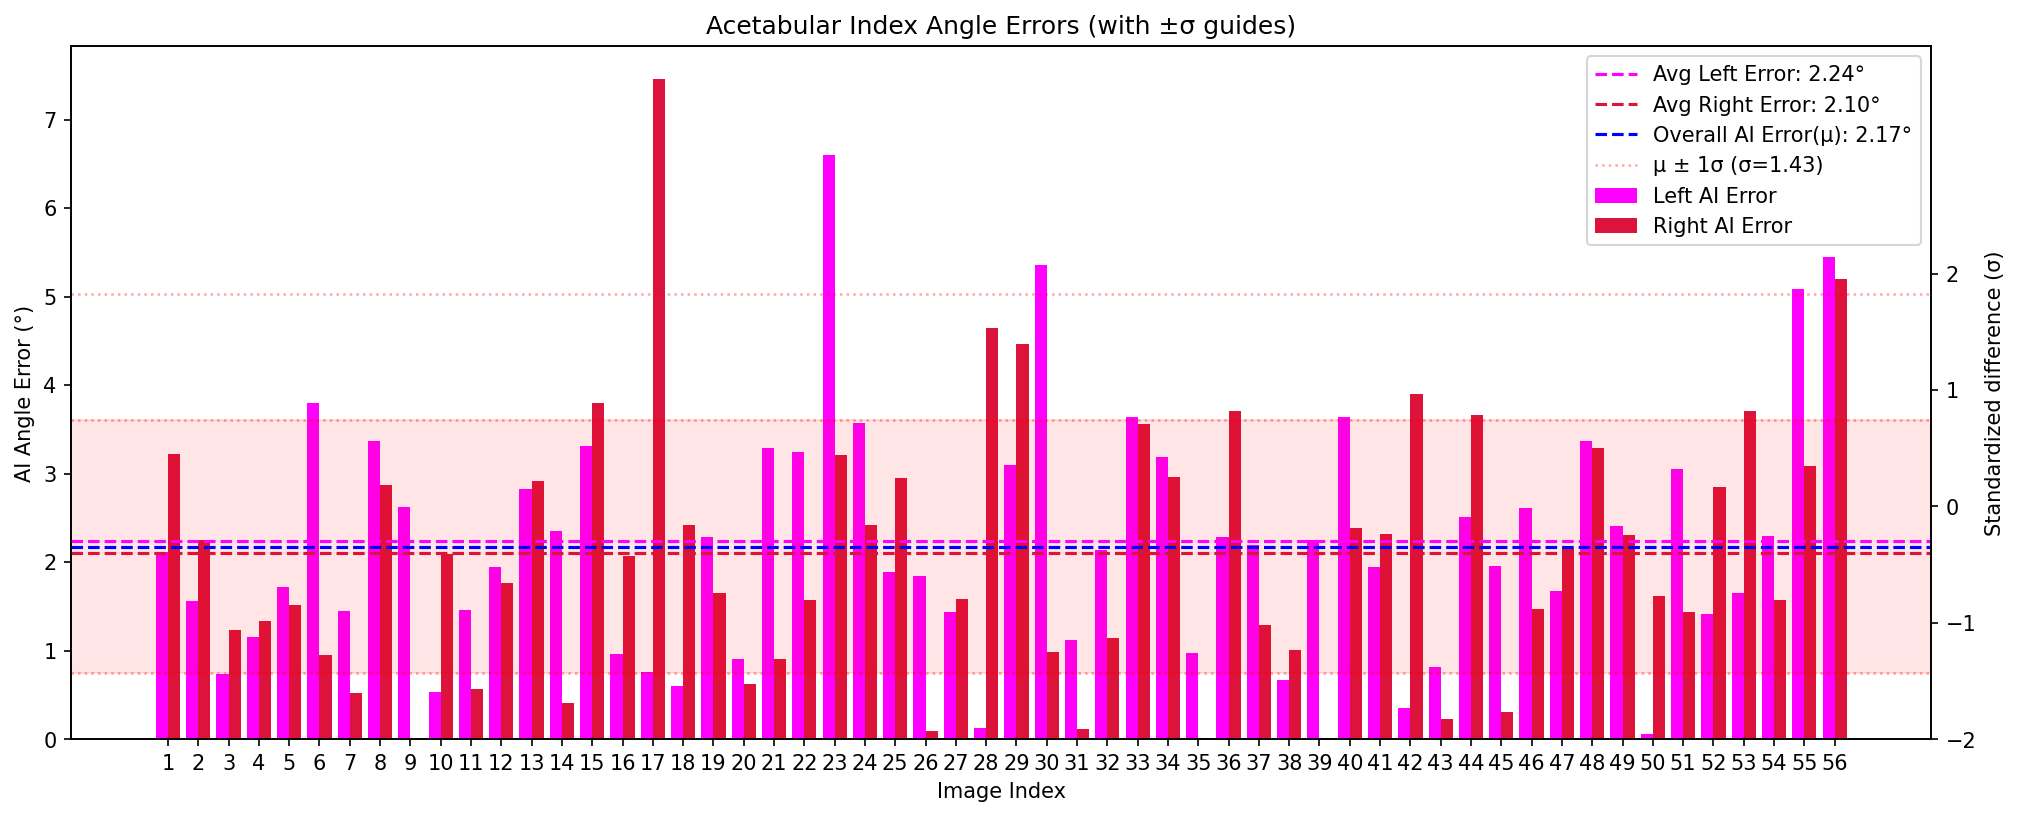 Acetabular Index Angle Errors (with ±σ guides)
Avg Left Error: 2.24°
Avg Right Error: 2.10°
Overall AI Error(μ): 2.17°
μ ± 1σ (σ=1.43)
Left AI Error
Right AI Error
AI Angle Error (°)
7
6
5
4
3
2
1
0
Standardized difference (σ)
2
1
0
−1
−2
1 2 3 4 5 6 7 8 9 10 11 12 13 14 15 16 17 18 19 20 21 22 23 24 25 26 27 28 29 30 31 32 33 34 35 36 37 38 39 40 41 42 43 44 45 46 47 48 49 50 51 52 53 54 55 56
Image Index